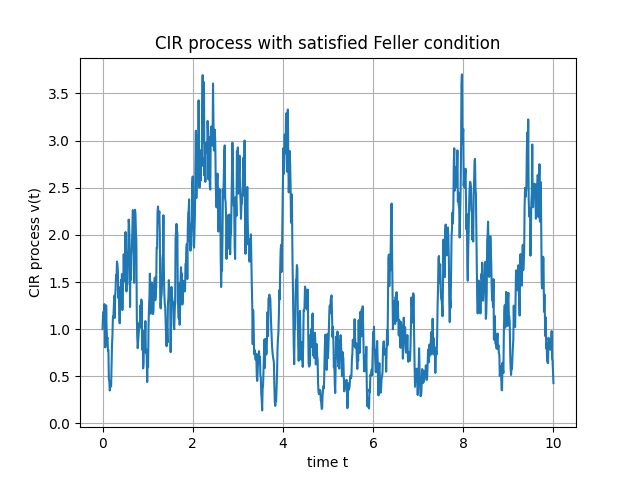 CIR process with satisfied Feller condition
CIR process v(t)
3.5
3.0
2.5
2.0
1.5
1.0
0.5
0.0
0 2 4 6 8 10
time t